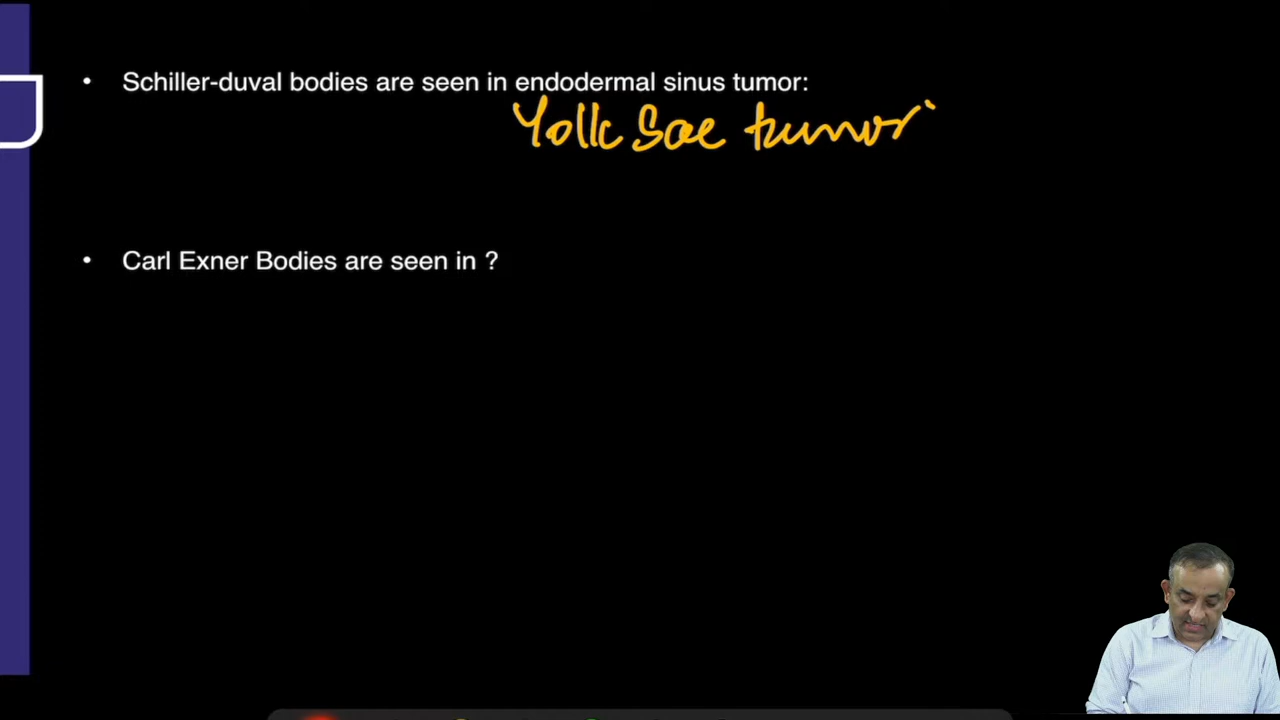 • Schiller-duval bodies are seen in endodermal sinus tumor:
Yolk Sac tumor
• Carl Exner Bodies are seen in ?